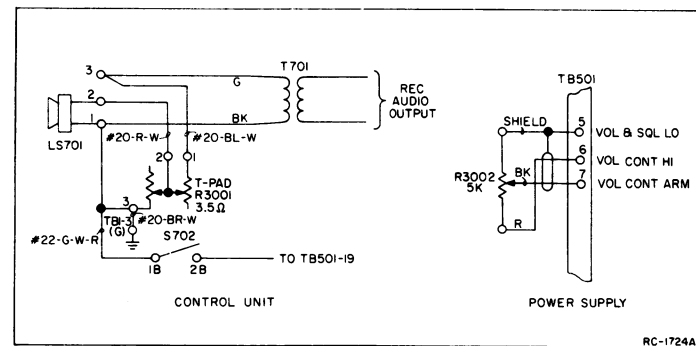 3
2
1
LS701
G
BK
T701
REC
AUDIO
OUTPUT
#20-R-W
#20-BL-W
2
1
T-PAD
R3001
3.5Ω
3
TB1-3
(G)
#20-BR-W
#22-G-W-R
S702
1B
2B
TO TB501-19
CONTROL UNIT
TB501
SHIELD
5
VOL & SQL LO
6
VOL CONT HI
7
VOL CONT ARM
R3002
5K
BK
R
POWER SUPPLY
RC-1724A